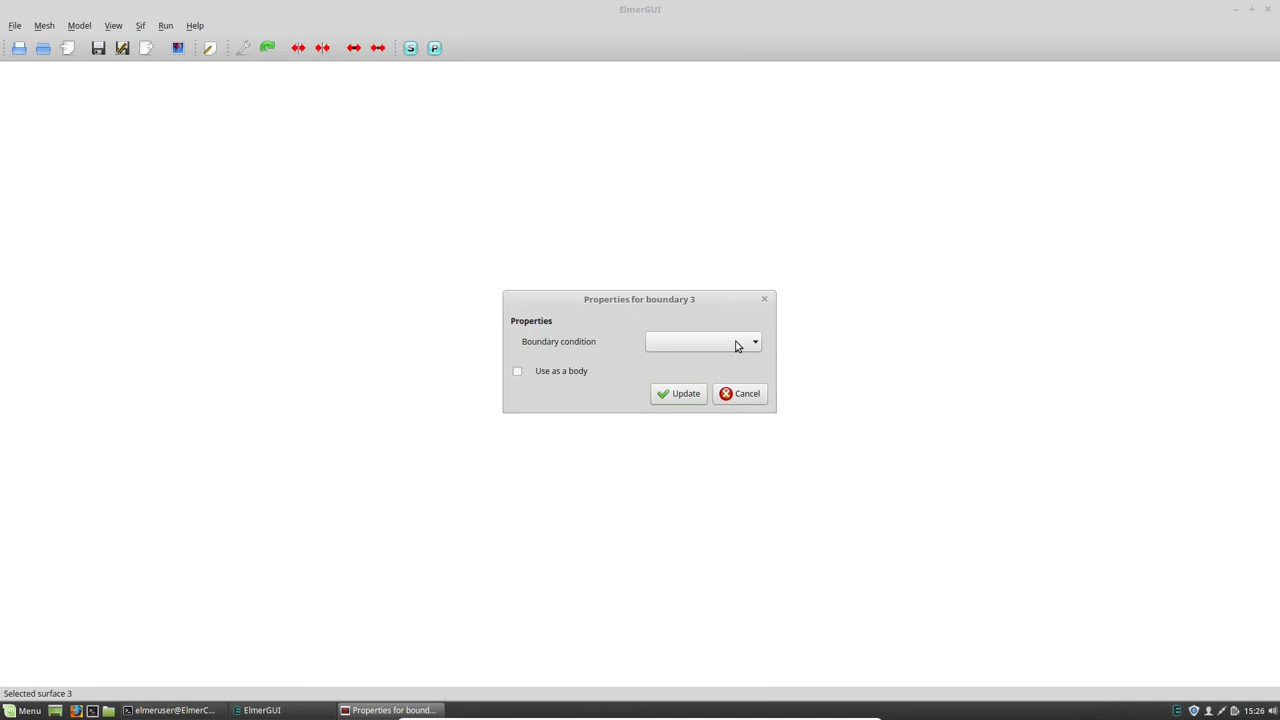 ElmerGUI
File Mesh Model View Sif Run Help
S P
Properties for boundary 3
Properties
Boundary condition
Use as a body
Update Cancel
Selected surface 3
Menu elmeruser@ElmerC... ElmerGUI Properties for bound... E 15:26